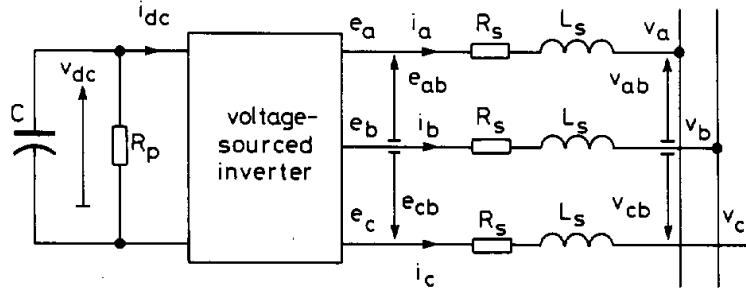 i_dc
e_a i_a R_s L_s v_a
v_dc
e_ab
v_ab
C
R_p
voltage-
sourced
inverter
e_b i_b R_s L_s v_b
e_cb
v_cb
e_c i_c R_s L_s v_c